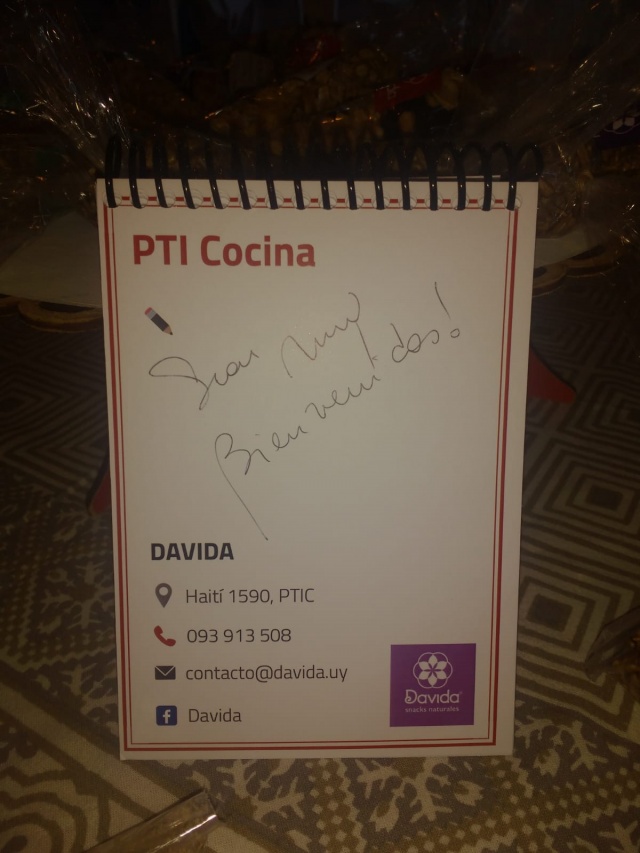 PTI Cocina
Bienvenidos!
DAVIDA
Haití 1590, PTIC
093 913 508
contacto@davida.uy
Davida
Davida
snacks naturales